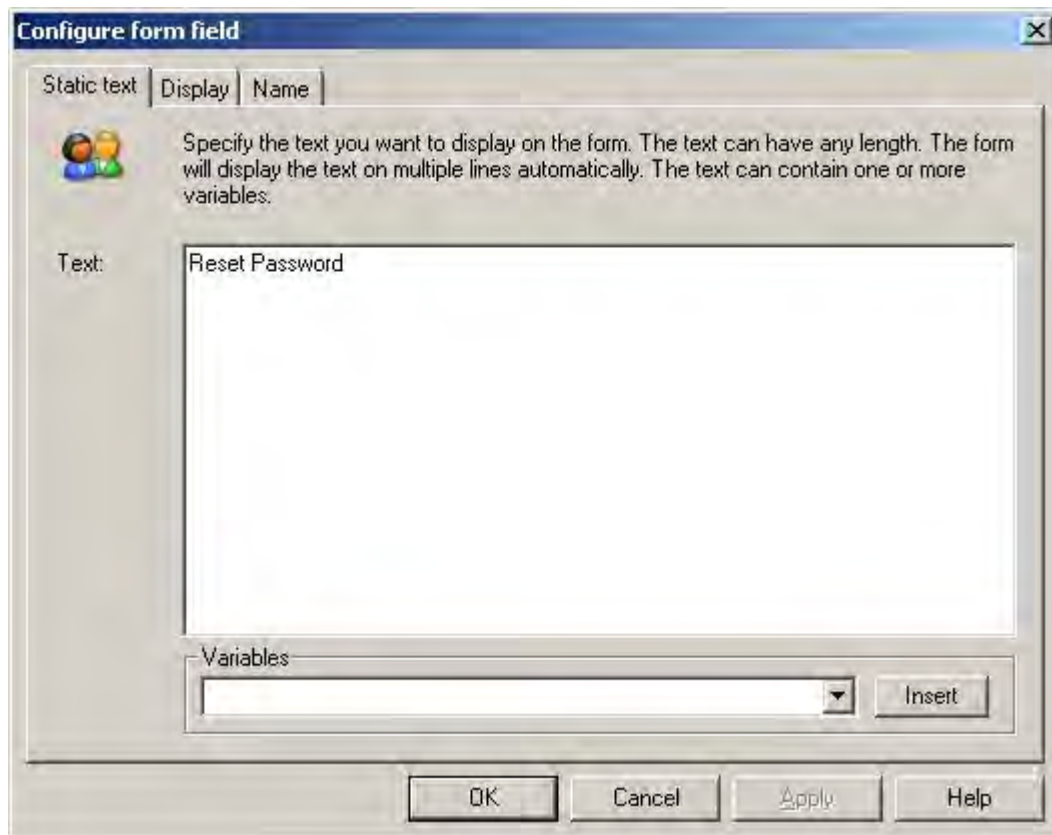 Configure form field
Static text
Display
Name
Specify the text you want to display on the form. The text can have any length. The form
will display the text on multiple lines automatically. The text can contain one or more
variables.
Text:
Reset Password
Variables
Insert
OK
Cancel
Apply
Help